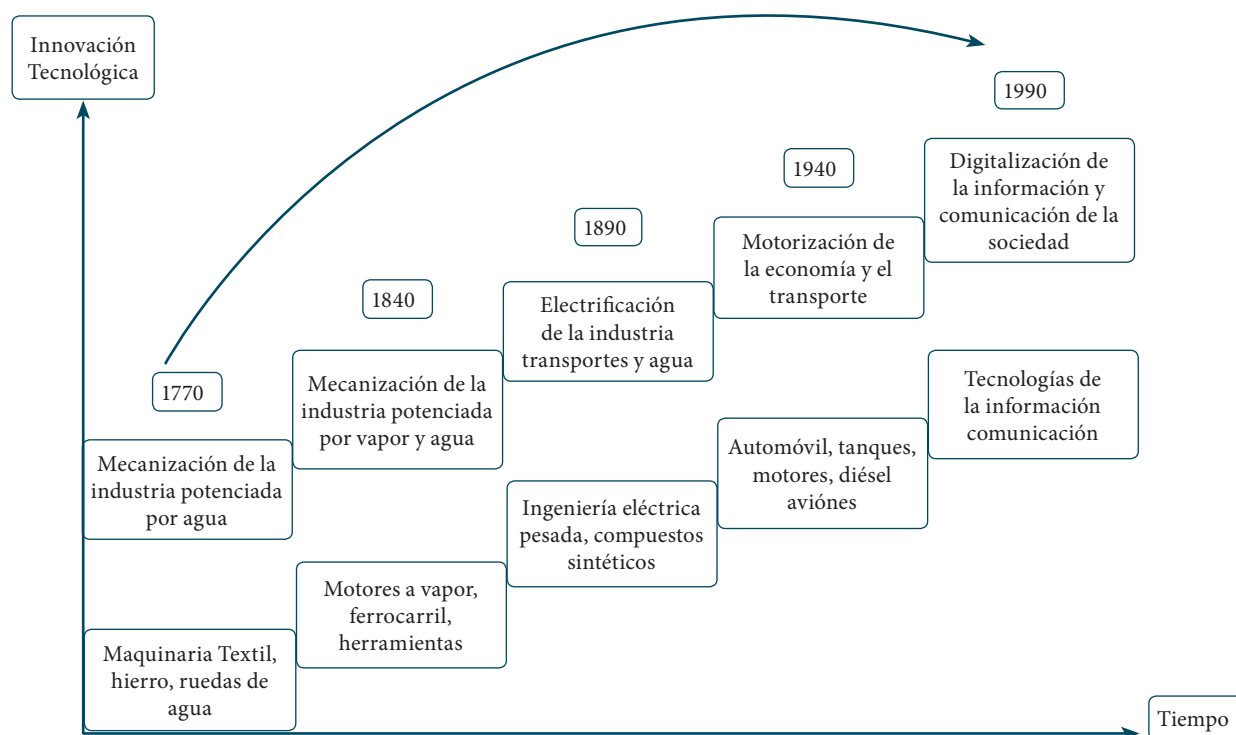 Innovación
Tecnológica
1990
Digitalización de
la información y
comunicación de la
sociedad
1940
Motorización de
la economía y el
transporte
1890
Electrificación
de la industria
transportes y agua
1840
Mecanización de la
industria potenciada
por vapor y agua
1770
Mecanización de la
industria potenciada
por agua
Tecnologías de
la información
comunicación
Automóvil, tanques,
motores, diésel
aviónes
Ingeniería eléctrica
pesada, compuestos
sintéticos
Motores a vapor,
ferrocarril,
herramientas
Maquinaria Textil,
hierro, ruedas de
agua
Tiempo